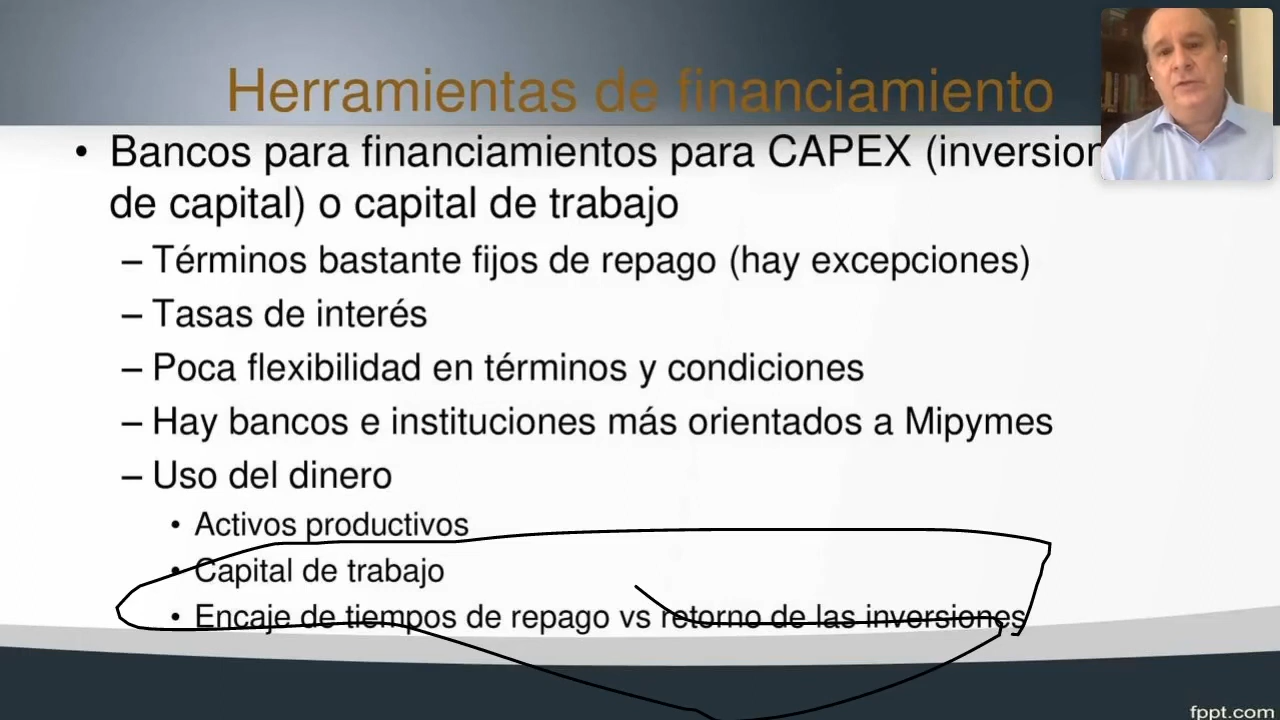 Herramientas de financiamiento
• Bancos para financiamientos para CAPEX (inversion
de capital) o capital de trabajo
– Términos bastante fijos de repago (hay excepciones)
– Tasas de interés
– Poca flexibilidad en términos y condiciones
– Hay bancos e instituciones más orientados a Mipymes
– Uso del dinero
• Activos productivos
• Capital de trabajo
• Encaje de tiempos de repago vs retorno de las inversiones
fppt.com